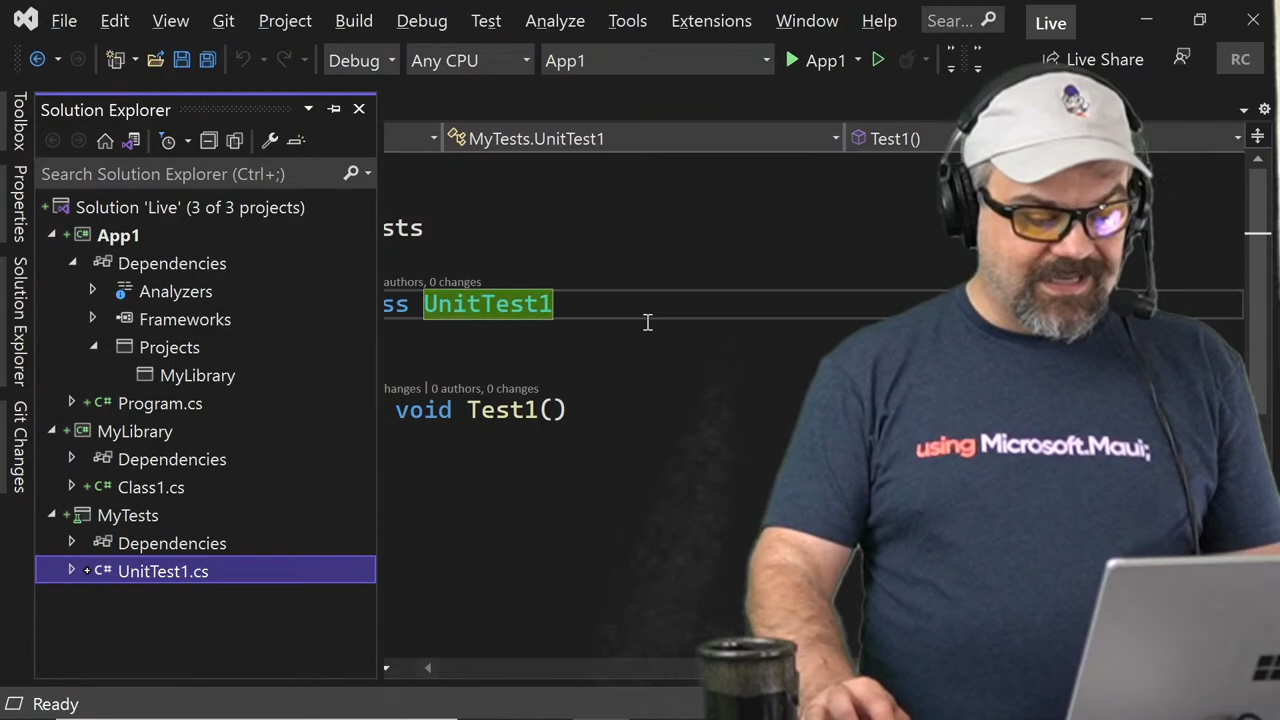 File Edit View Git Project Build Debug Test Analyze Tools Extensions Window Help Sear... Live
Debug Any CPU App1 App1 Live Share RC
Toolbox
Properties
Solution Explorer
Git Changes
Solution Explorer
Search Solution Explorer (Ctrl+;)
Solution 'Live' (3 of 3 projects)
App1
Dependencies
Analyzers
Frameworks
Projects
MyLibrary
C# Program.cs
MyLibrary
Dependencies
C# Class1.cs
MyTests
Dependencies
C# UnitTest1.cs
MyTests.UnitTest1 Test1()
sts
authors, 0 changes
ss UnitTest1
hanges | 0 authors, 0 changes
void Test1()
using Microsoft.Maui;
Ready